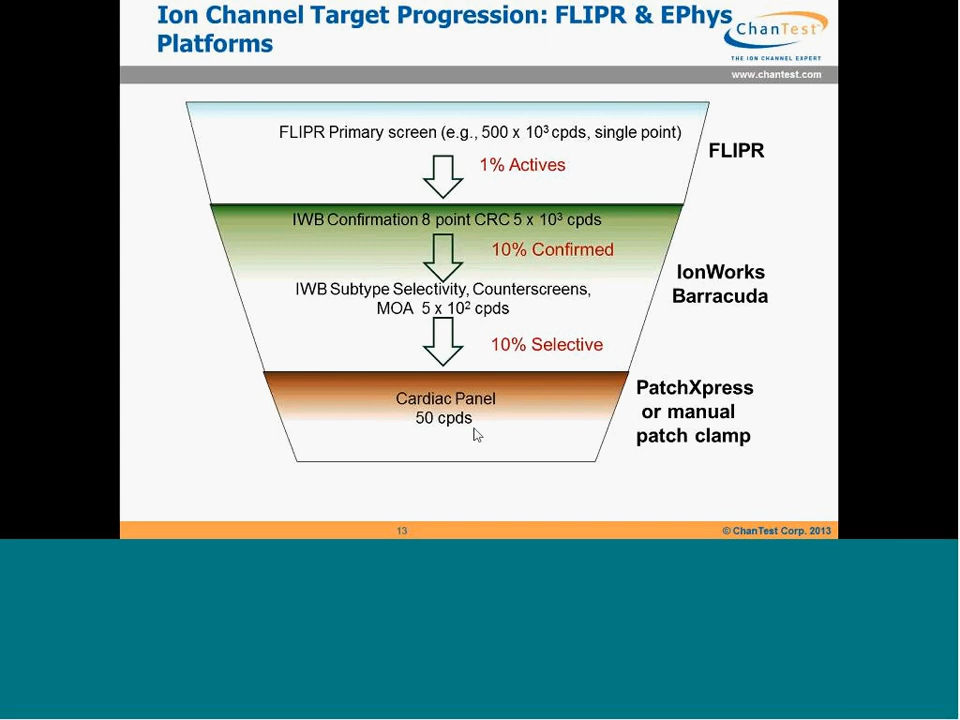 Ion Channel Target Progression: FLIPR & EPhys
Platforms
ChanTest
THE ION CHANNEL EXPERT
www.chantest.com
FLIPR Primary screen (e.g., 500 x 10³ cpds, single point)
FLIPR
1% Actives
IWB Confirmation 8 point CRC 5 x 10³ cpds
10% Confirmed
IonWorks
Barracuda
IWB Subtype Selectivity, Counterscreens,
MOA 5 x 10² cpds
10% Selective
PatchXpress
or manual
patch clamp
Cardiac Panel
50 cpds
13
© ChanTest Corp. 2013